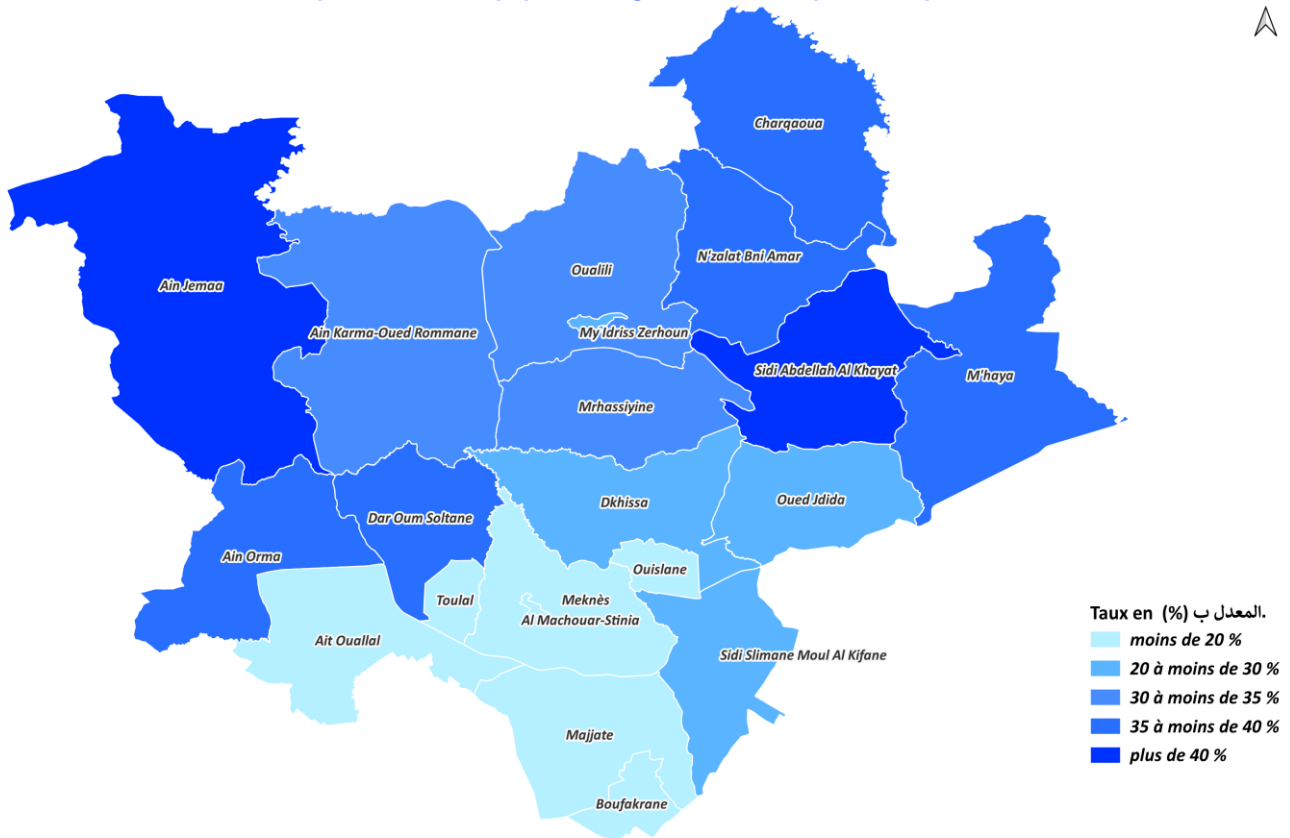 Charqaoua
Ain Jemaa
Oualili
N'zalat Bni Amar
Ain Karma-Oued Rommane
My Idriss Zerhoun
Sidi Abdellah Al Khayat
M'haya
Mrhassiyine
Dkhissa
Oued Jdida
Dar Oum Soltane
Ain Orma
Ouislane
Toulal
Meknès
Al Machouar-Stinia
Ait Ouallal
Sidi Slimane Moul Al Kifane
Majjate
Boufakrane
Taux en (%) المعدل ب.
moins de 20 %
20 à moins de 30 %
30 à moins de 35 %
35 à moins de 40 %
plus de 40 %